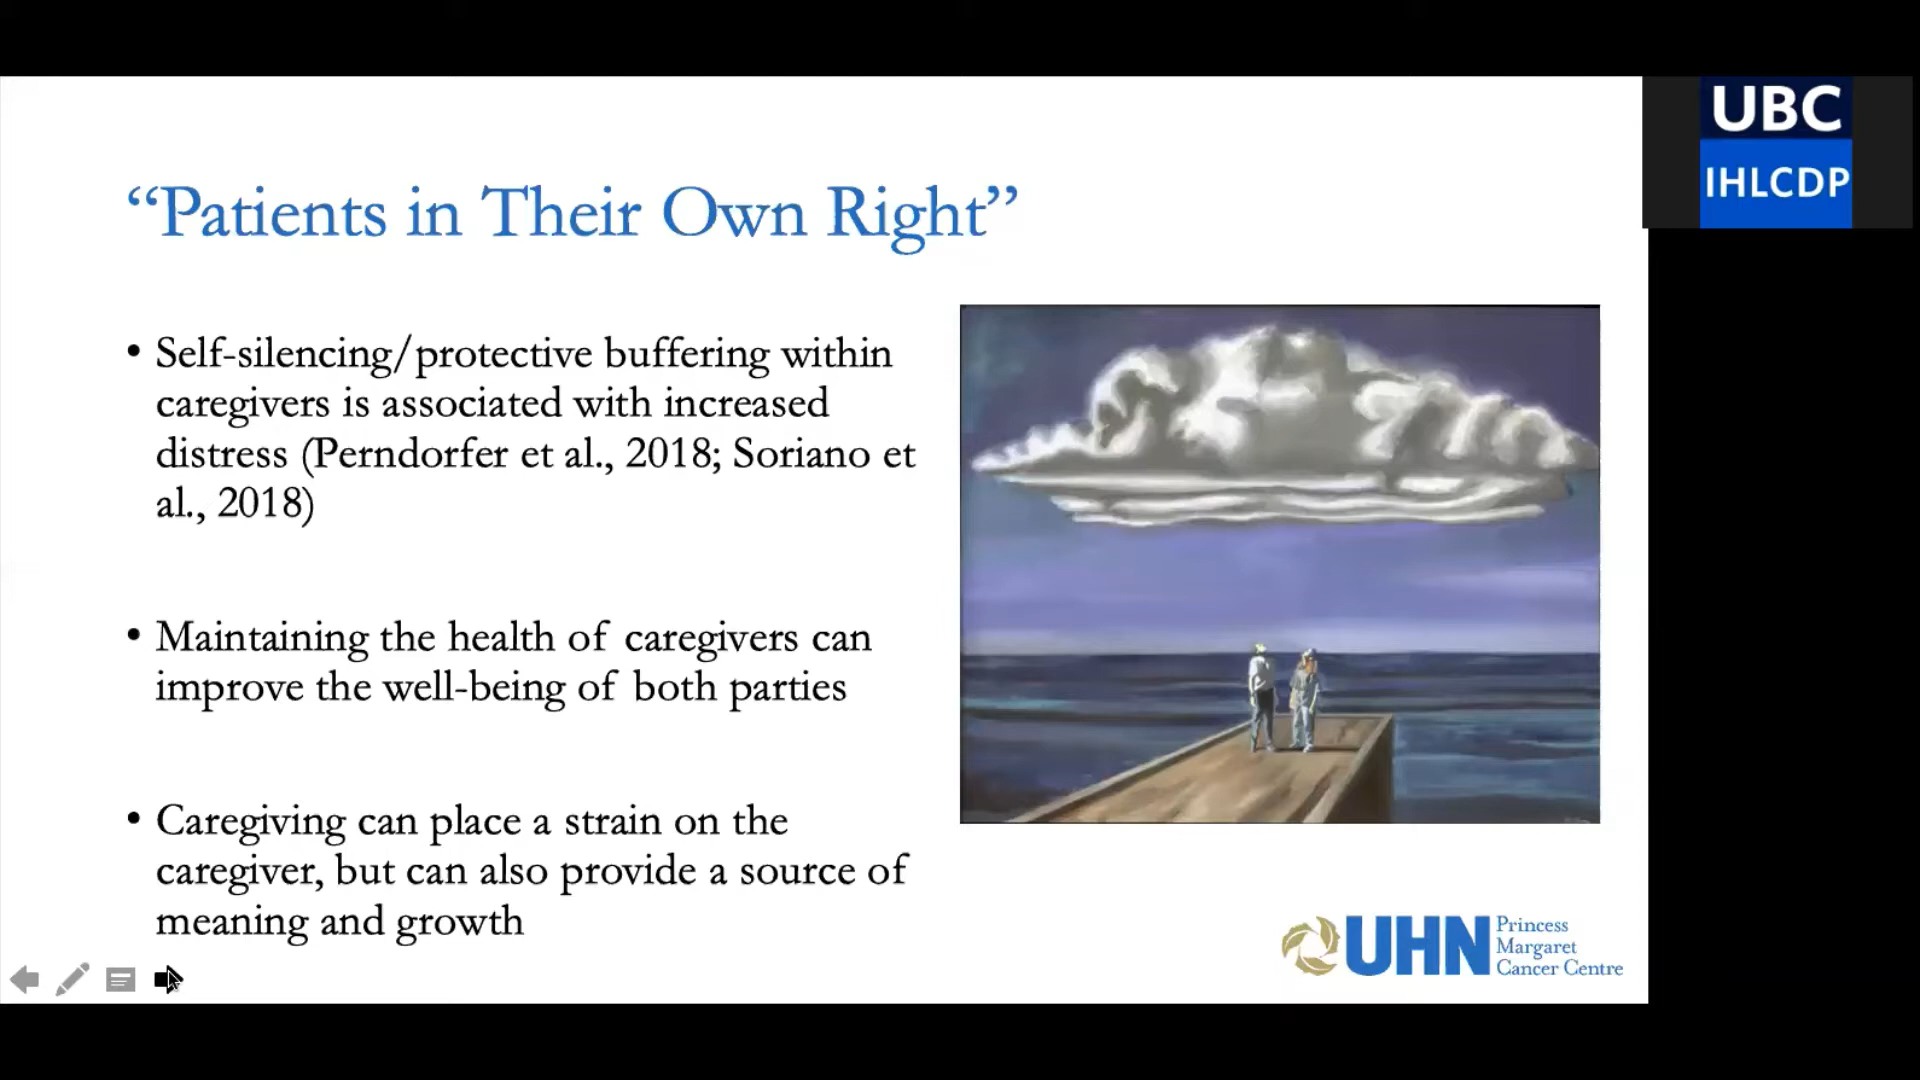 UBC
IHLCDP
“Patients in Their Own Right”
• Self-silencing/protective buffering within
caregivers is associated with increased
distress (Perndorfer et al., 2018; Soriano et
al., 2018)
• Maintaining the health of caregivers can
improve the well-being of both parties
• Caregiving can place a strain on the
caregiver, but can also provide a source of
meaning and growth
UHN
Princess
Margaret
Cancer Centre